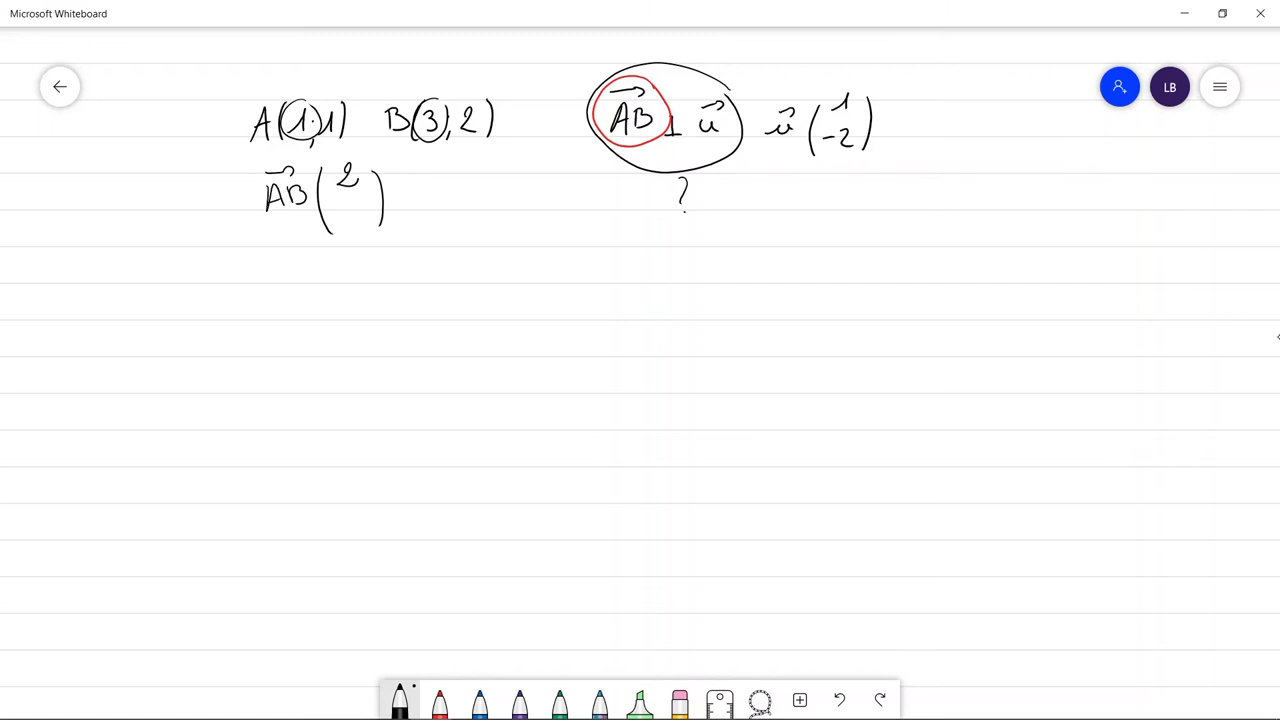 Microsoft Whiteboard
LB
A(1;1) B(3;2) AB ⊥ u u(1 -2)
AB(2 )
?